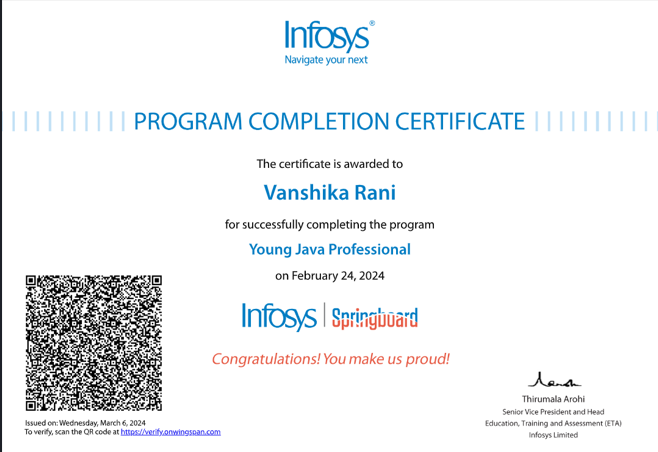 Infosys®
Navigate your next
PROGRAM COMPLETION CERTIFICATE
The certificate is awarded to
Vanshika Rani
for successfully completing the program
Young Java Professional
on February 24, 2024
Infosys | Springboard
Congratulations! You make us proud!
Issued on: Wednesday, March 6, 2024
To verify, scan the QR code at https://verify.onwingspan.com
Thirumala Arohi
Senior Vice President and Head
Education, Training and Assessment (ETA)
Infosys Limited